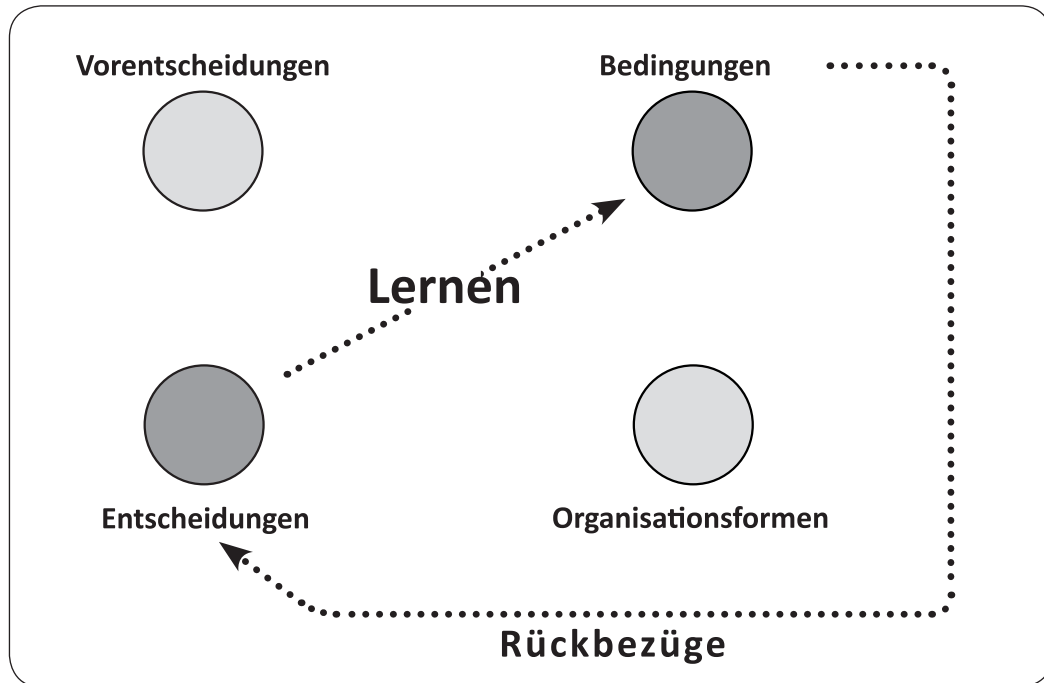 Vorentscheidungen
Bedingungen
Lernen
Entscheidungen
Organisationsformen
Rückbezüge